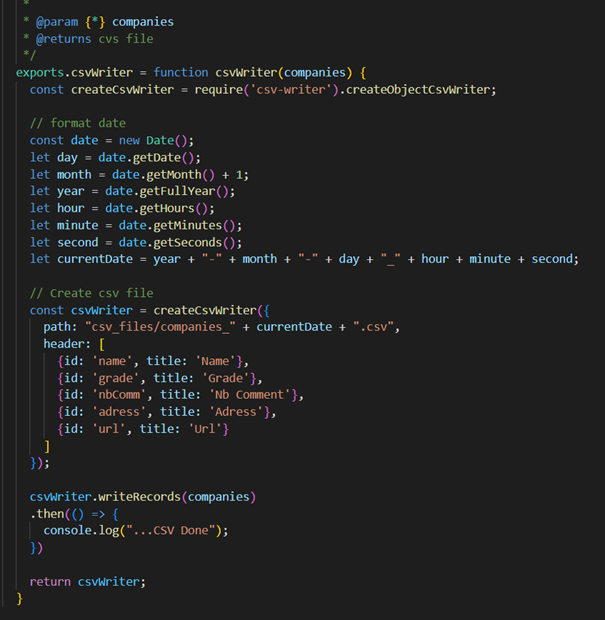 *
* @param {*} companies
* @returns cvs file
*/
exports.csvWriter = function csvWriter(companies) {
const createCsvWriter = require('csv-writer').createObjectCsvWriter;
// format date
const date = new Date();
let day = date.getDate();
let month = date.getMonth() + 1;
let year = date.getFullYear();
let hour = date.getHours();
let minute = date.getMinutes();
let second = date.getSeconds();
let currentDate = year + "-" + month + "-" + day + "_" + hour + minute + second;
// Create csv file
const csvWriter = createCsvWriter({
path: "csv_files/companies_" + currentDate + ".csv",
header: [
{id: 'name', title: 'Name'},
{id: 'grade', title: 'Grade'},
{id: 'nbComm', title: 'Nb Comment'},
{id: 'adress', title: 'Adress'},
{id: 'url', title: 'Url'}
]
});
csvWriter.writeRecords(companies)
.then(() => {
console.log("...CSV Done");
})
return csvWriter;
}